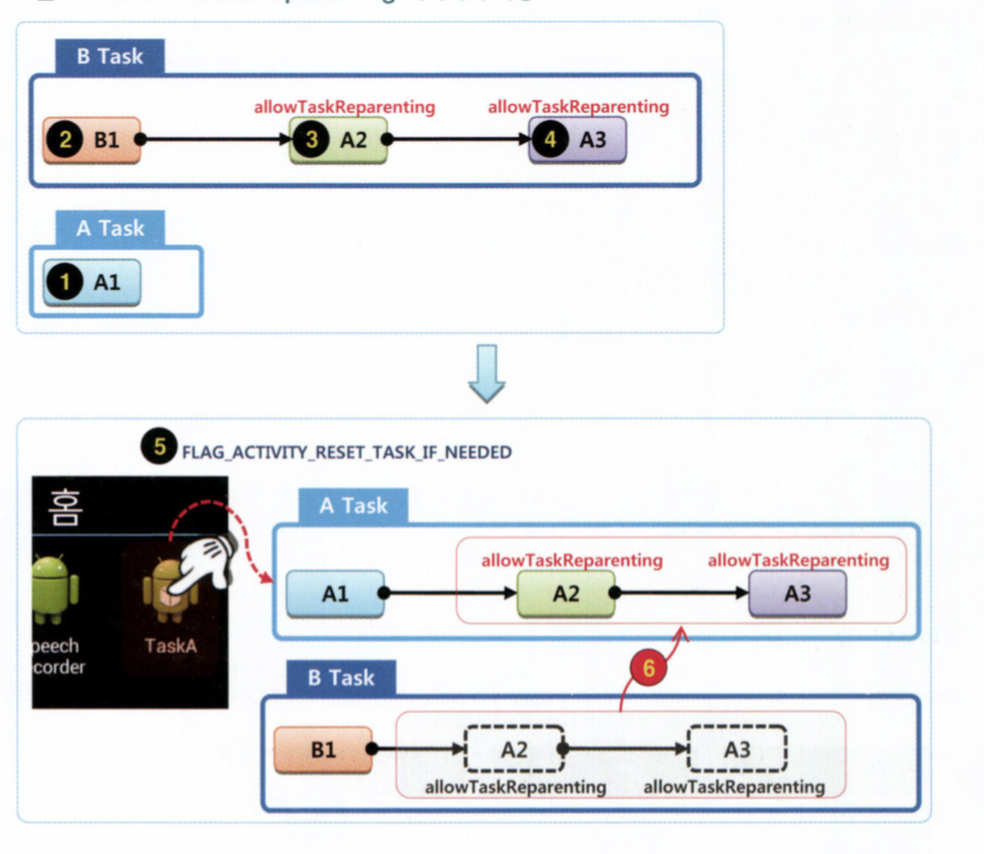 B Task
allowTaskReparenting allowTaskReparenting
2 B1 3 A2 4 A3
A Task
1 A1
5 FLAG_ACTIVITY_RESET_TASK_IF_NEEDED
홈
A Task
allowTaskReparenting allowTaskReparenting
A1 A2 A3
peech
corder
TaskA
6
B Task
B1 A2 A3
allowTaskReparenting allowTaskReparenting